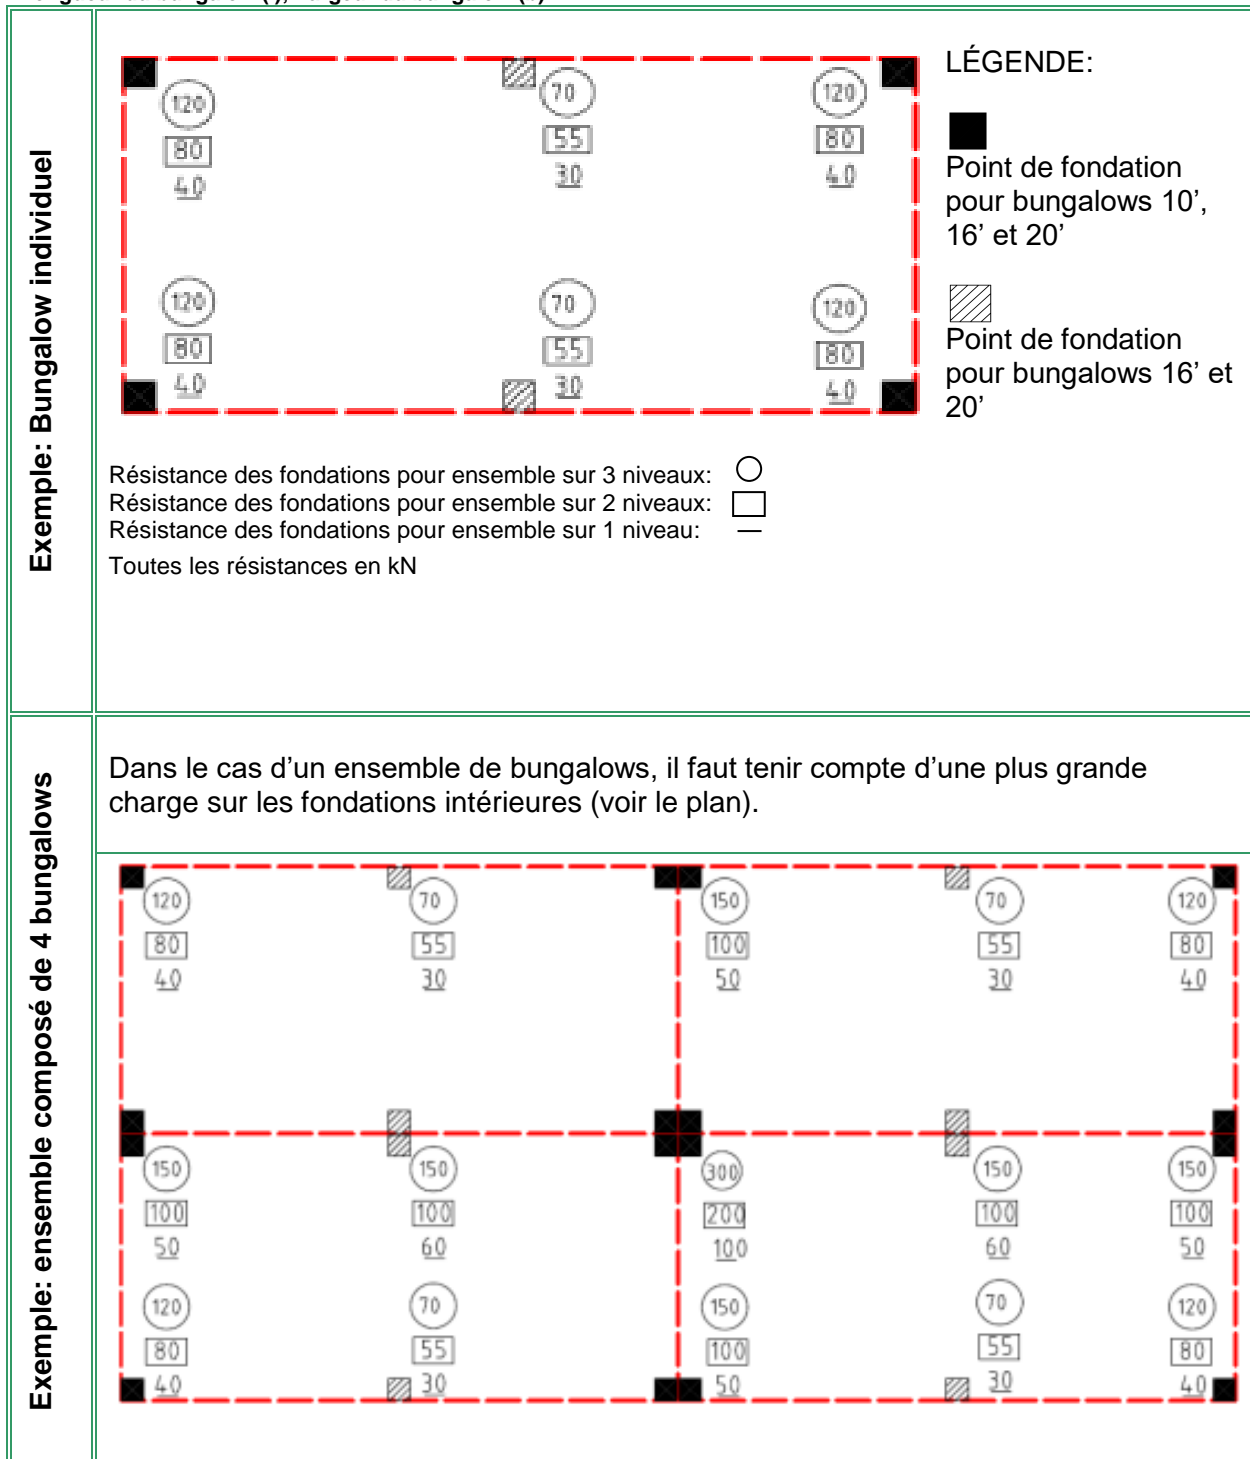 Exemple: Bungalow individuel
120 70 120
80 55 80
40 30 40
120 70 120
80 55 80
40 30 40
LÉGENDE:
Point de fondation
pour bungalows 10’,
16’ et 20’
Point de fondation
pour bungalows 16’ et
20’
Résistance des fondations pour ensemble sur 3 niveaux:
Résistance des fondations pour ensemble sur 2 niveaux:
Résistance des fondations pour ensemble sur 1 niveau:
Toutes les résistances en kN
Exemple: ensemble composé de 4 bungalows
Dans le cas d’un ensemble de bungalows, il faut tenir compte d’une plus grande
charge sur les fondations intérieures (voir le plan).
120 70 150 70 120
80 55 100 55 80
40 30 50 30 40
150 150 300 150 150
100 100 200 100 100
50 60 100 60 50
120 70 150 70 120
80 55 100 55 80
40 30 50 30 40